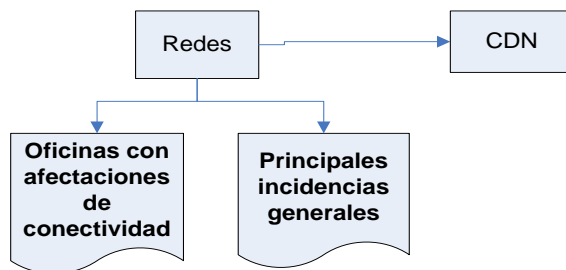 Redes
CDN
Oficinas con
afectaciones
de
conectividad
Principales
incidencias
generales